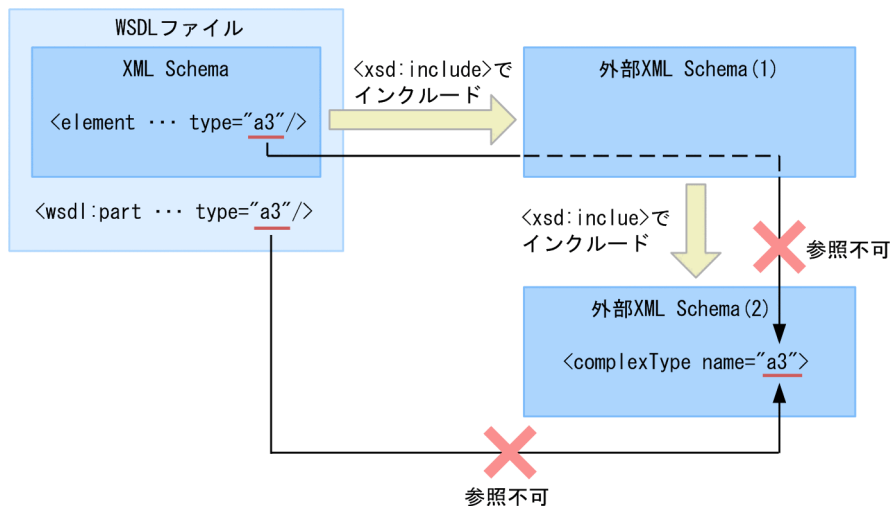 WSDLファイル
XML Schema
<element ･･･ type="a3"/>
<wsdl:part ･･･ type="a3"/>
<xsd:include>で
インクルード
外部XML Schema(1)
<xsd:inclue>で
インクルード
参照不可
外部XML Schema(2)
<complexType name="a3">
参照不可